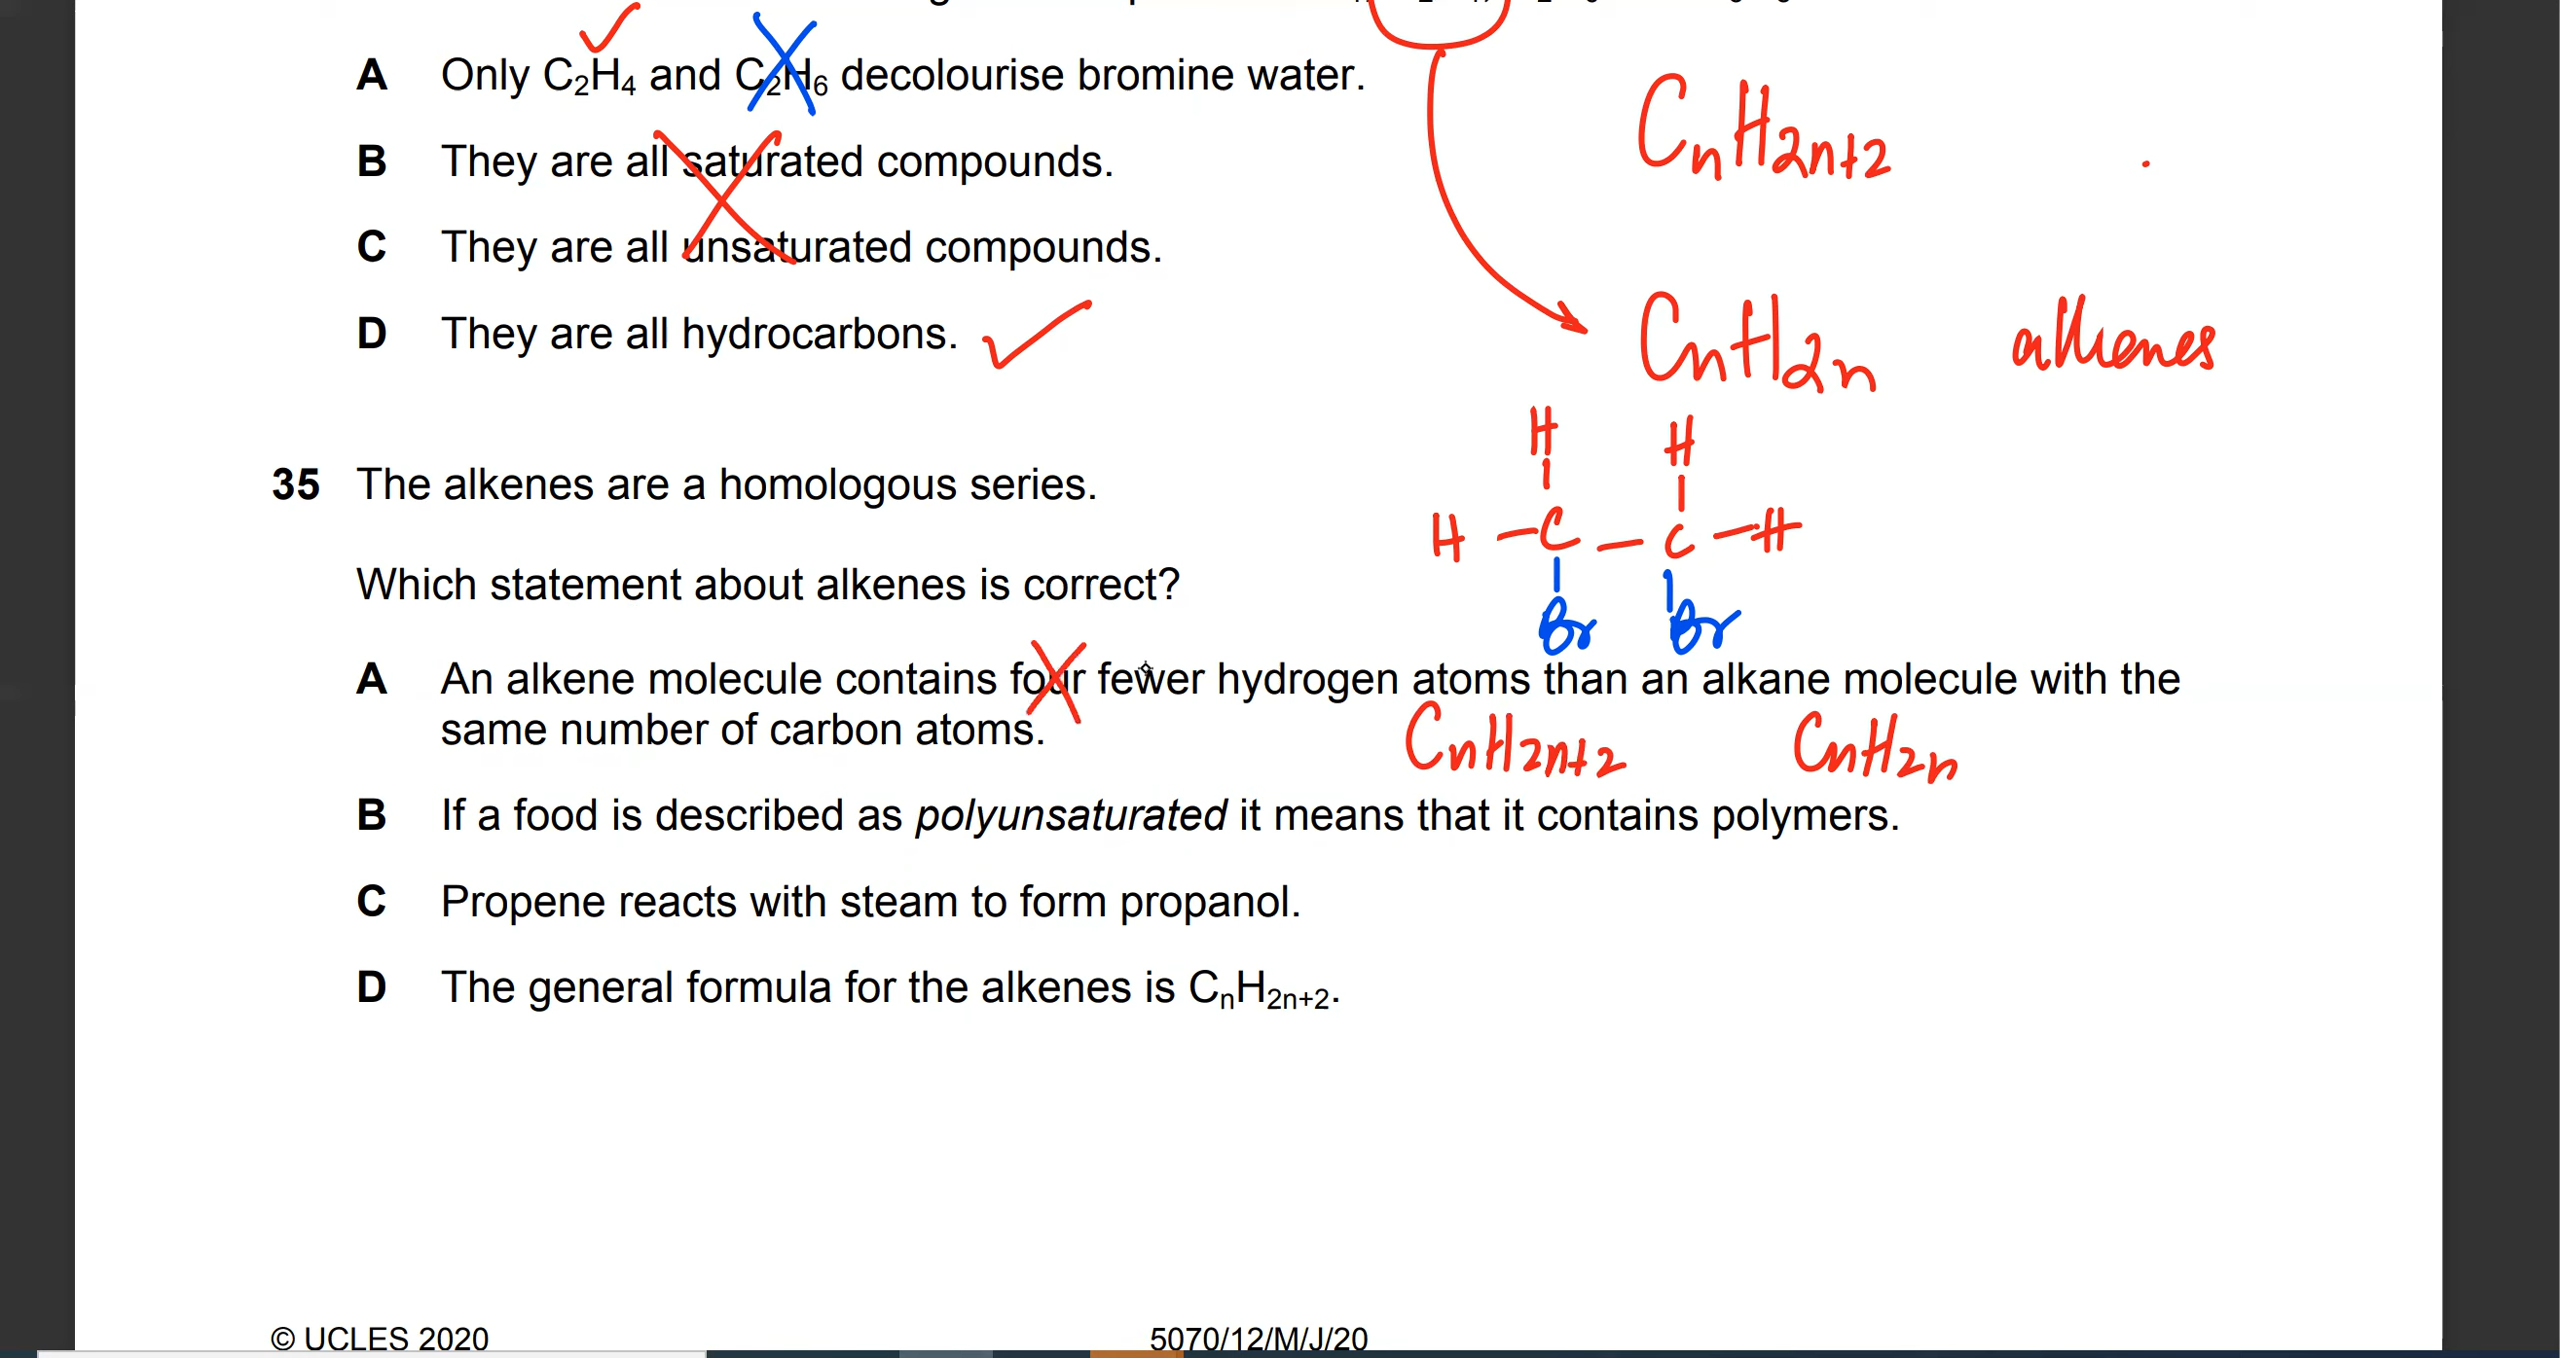 A Only C₂H₄ and C₂H₆ decolourise bromine water.
CnH2n+2
B They are all saturated compounds.
C They are all unsaturated compounds.
D They are all hydrocarbons.
CnH2n alkenes
H H
35 The alkenes are a homologous series.
H – C – C – H
Which statement about alkenes is correct?
Br Br
A An alkene molecule contains four fewer hydrogen atoms than an alkane molecule with the
same number of carbon atoms.
CnH2n+2 CnH2n
B If a food is described as polyunsaturated it means that it contains polymers.
C Propene reacts with steam to form propanol.
D The general formula for the alkenes is CₙH₂ₙ₊₂.
© UCLES 2020 5070/12/M/J/20